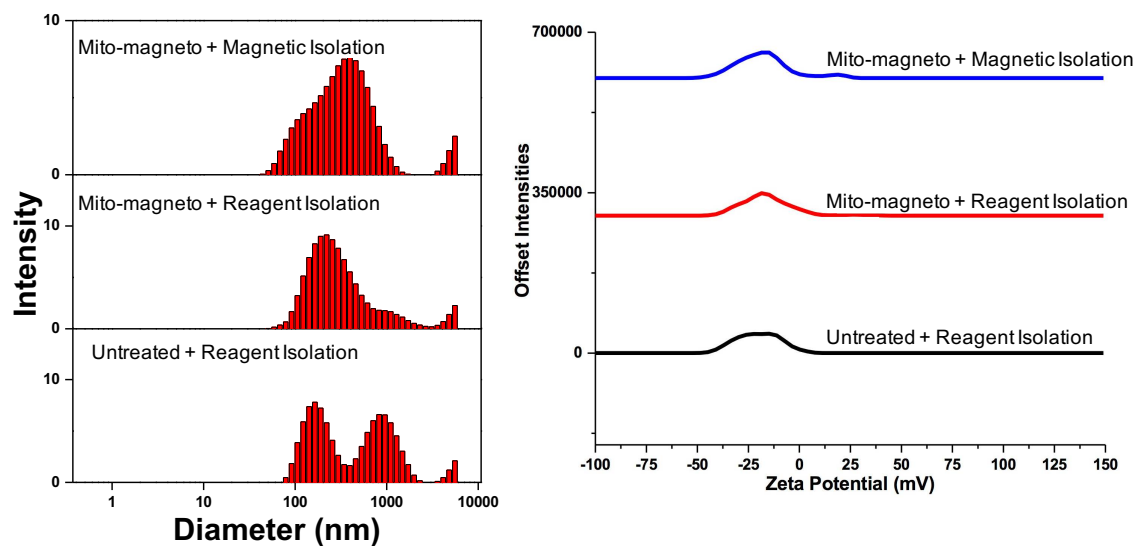 10
Mito-magneto + Magnetic Isolation
0
Mito-magneto + Reagent Isolation
10
0
Untreated + Reagent Isolation
10
0
1 10 100 1000 10000
Diameter (nm)
Intensity
700000
Mito-magneto + Magnetic Isolation
350000
Mito-magneto + Reagent Isolation
Untreated + Reagent Isolation
0
-100 -75 -50 -25 0 25 50 75 100 125 150
Zeta Potential (mV)
Offset Intensities